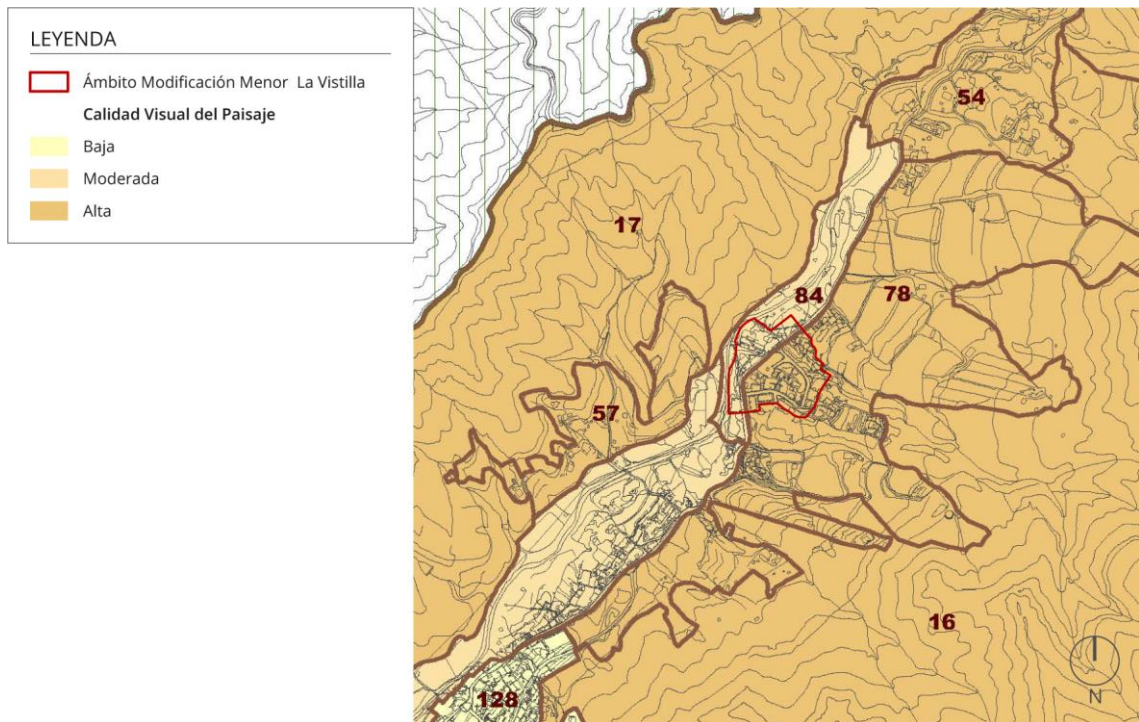 LEYENDA
Ámbito Modificación Menor La Vistilla
Calidad Visual del Paisaje
Baja
Moderada
Alta
54
17
84
78
57
16
128
N